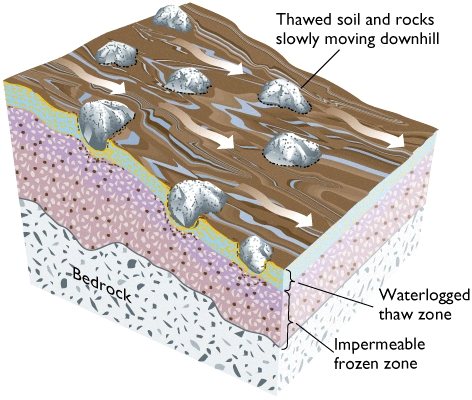 Thawed soil and rocks
slowly moving downhill
Bedrock
Waterlogged
thaw zone
Impermeable
frozen zone